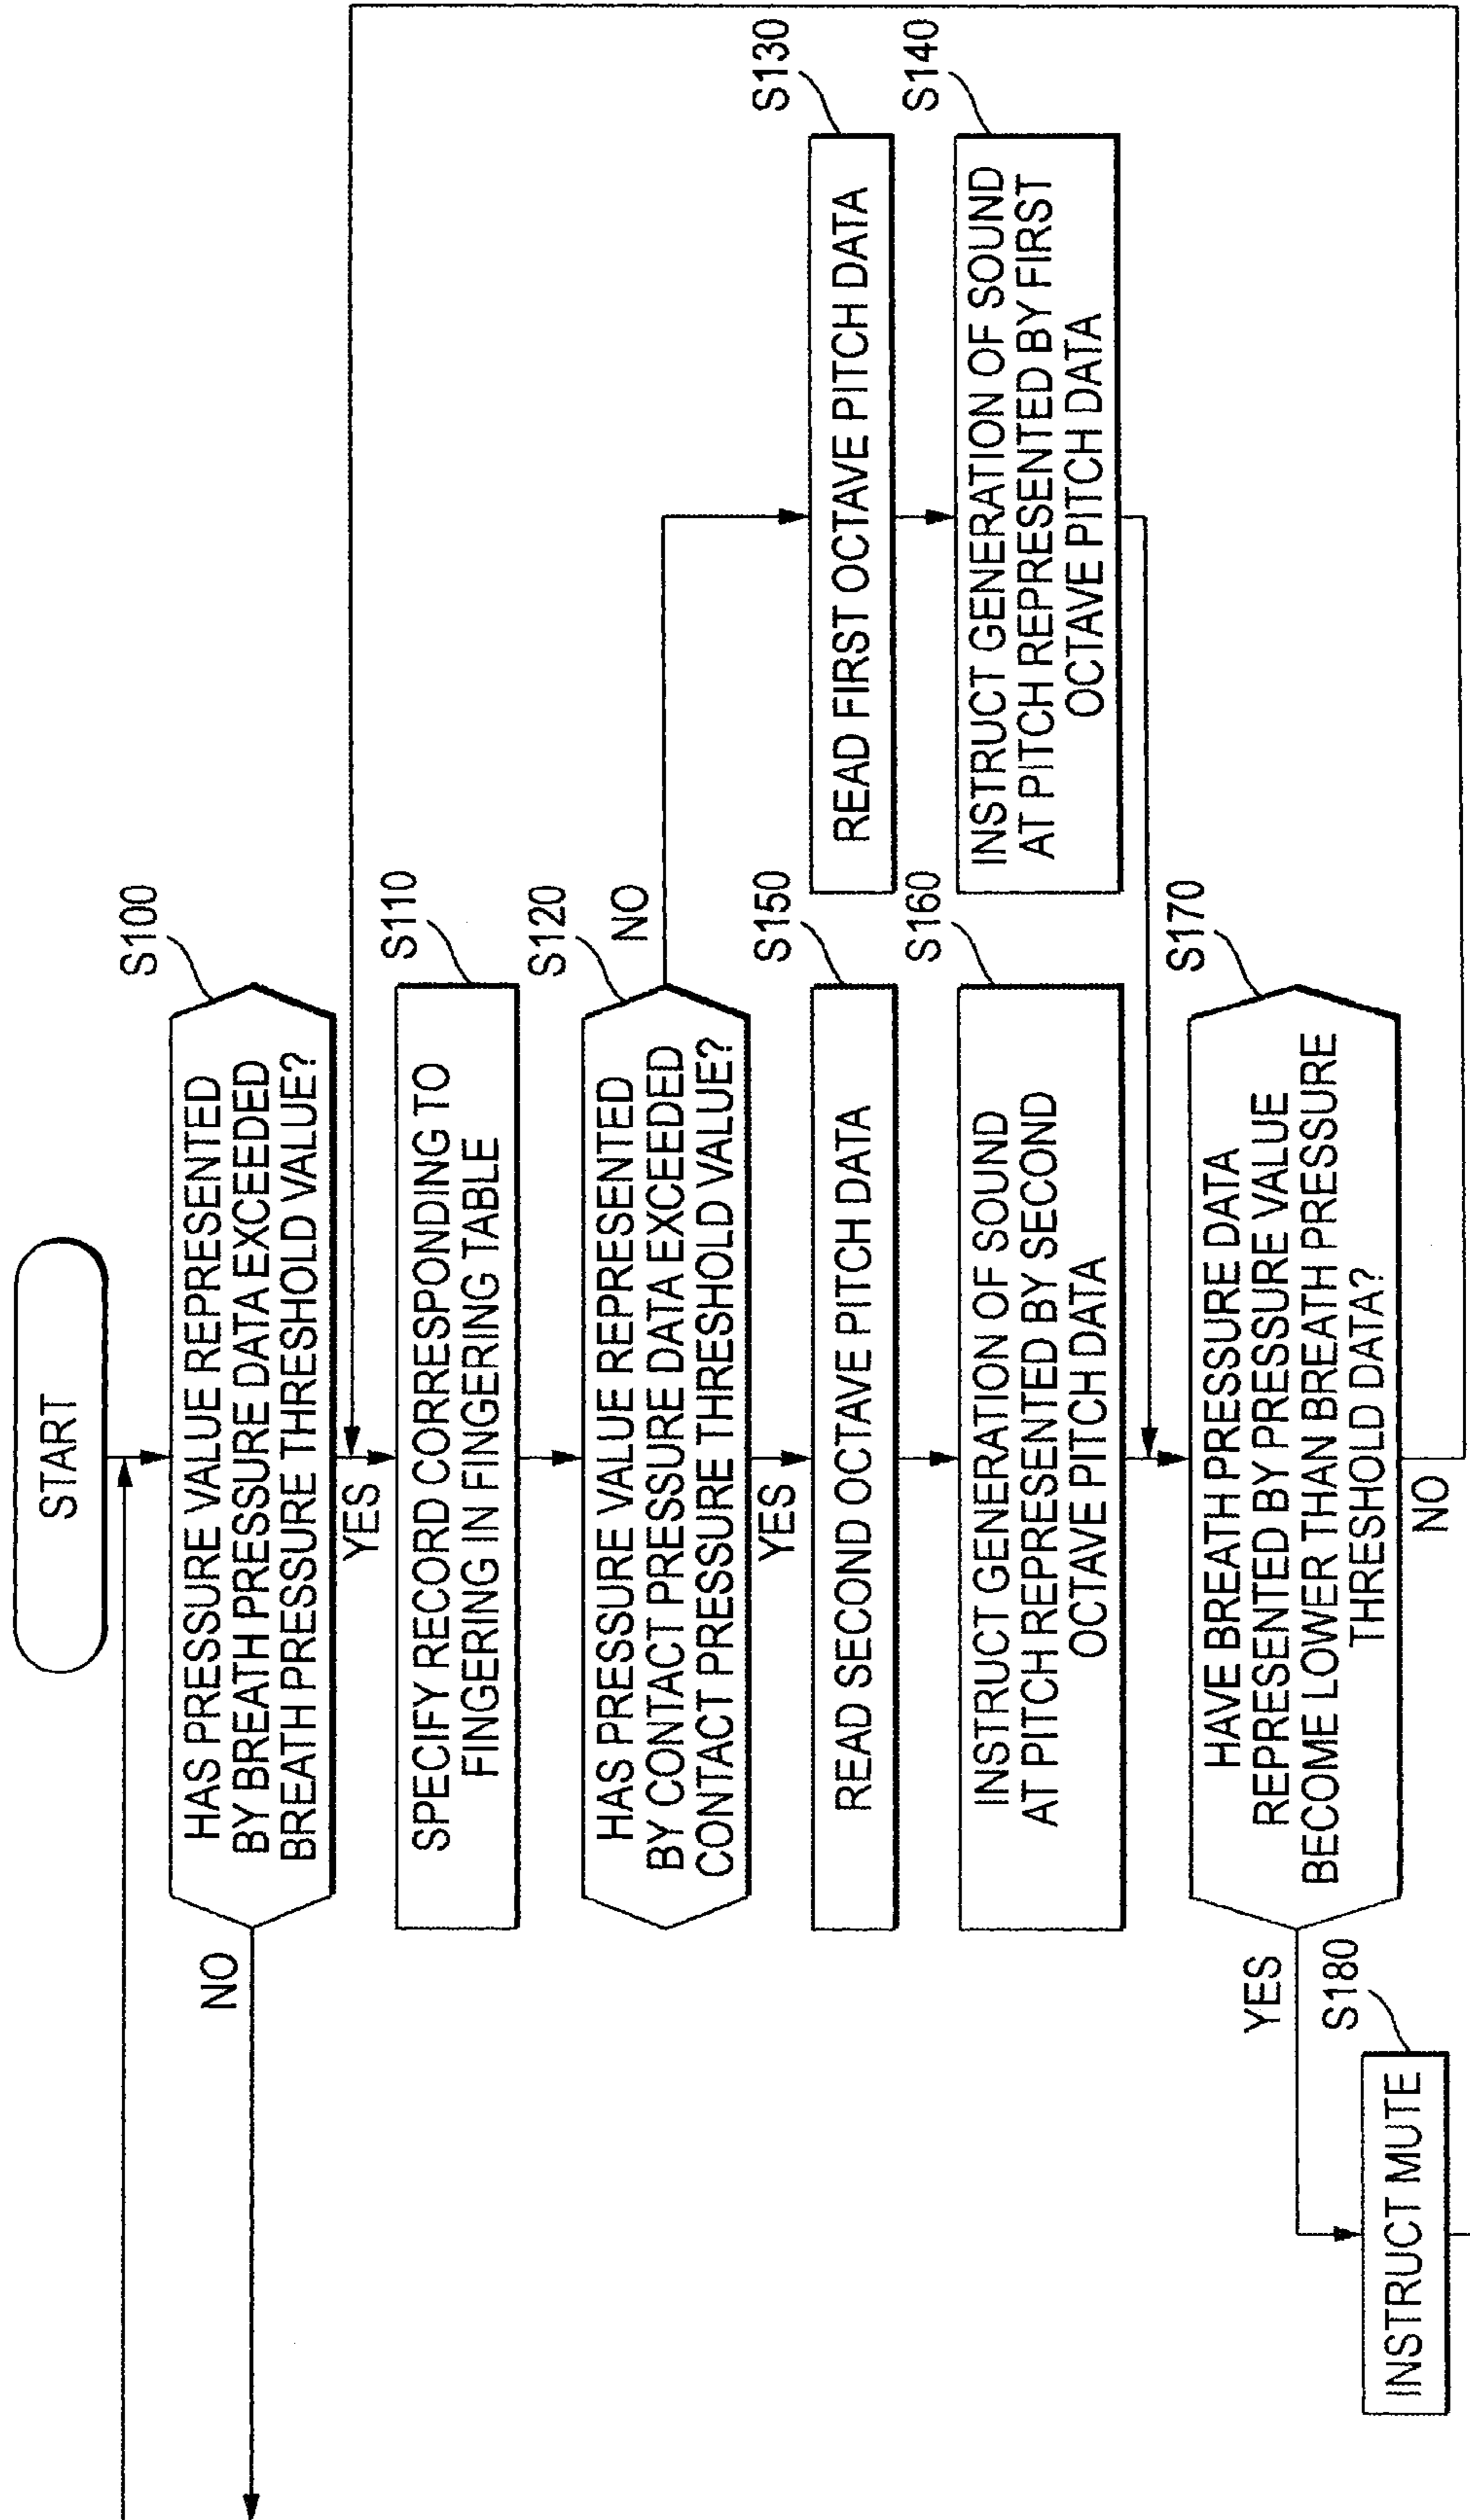 START
S100
HAS PRESSURE VALUE REPRESENTED
BY BREATH PRESSURE DATA EXCEEDED
BREATH PRESSURE THRESHOLD VALUE?
NO
YES
S110
SPECIFY RECORD CORRESPONDING TO
FINGERING IN FINGERING TABLE
S120
HAS PRESSURE VALUE REPRESENTED
BY CONTACT PRESSURE DATA EXCEEDED
CONTACT PRESSURE THRESHOLD VALUE?
NO
YES
S130
READ FIRST OCTAVE PITCH DATA
S140
INSTRUCT GENERATION OF SOUND
AT PITCH REPRESENTED BY FIRST
OCTAVE PITCH DATA
S150
READ SECOND OCTAVE PITCH DATA
S160
INSTRUCT GENERATION OF SOUND
AT PITCH REPRESENTED BY SECOND
OCTAVE PITCH DATA
S170
HAVE BREATH PRESSURE DATA
REPRESENTED BY PRESSURE VALUE
BECOME LOWER THAN BREATH PRESSURE
THRESHOLD DATA?
YES
NO
S180
INSTRUCT MUTE